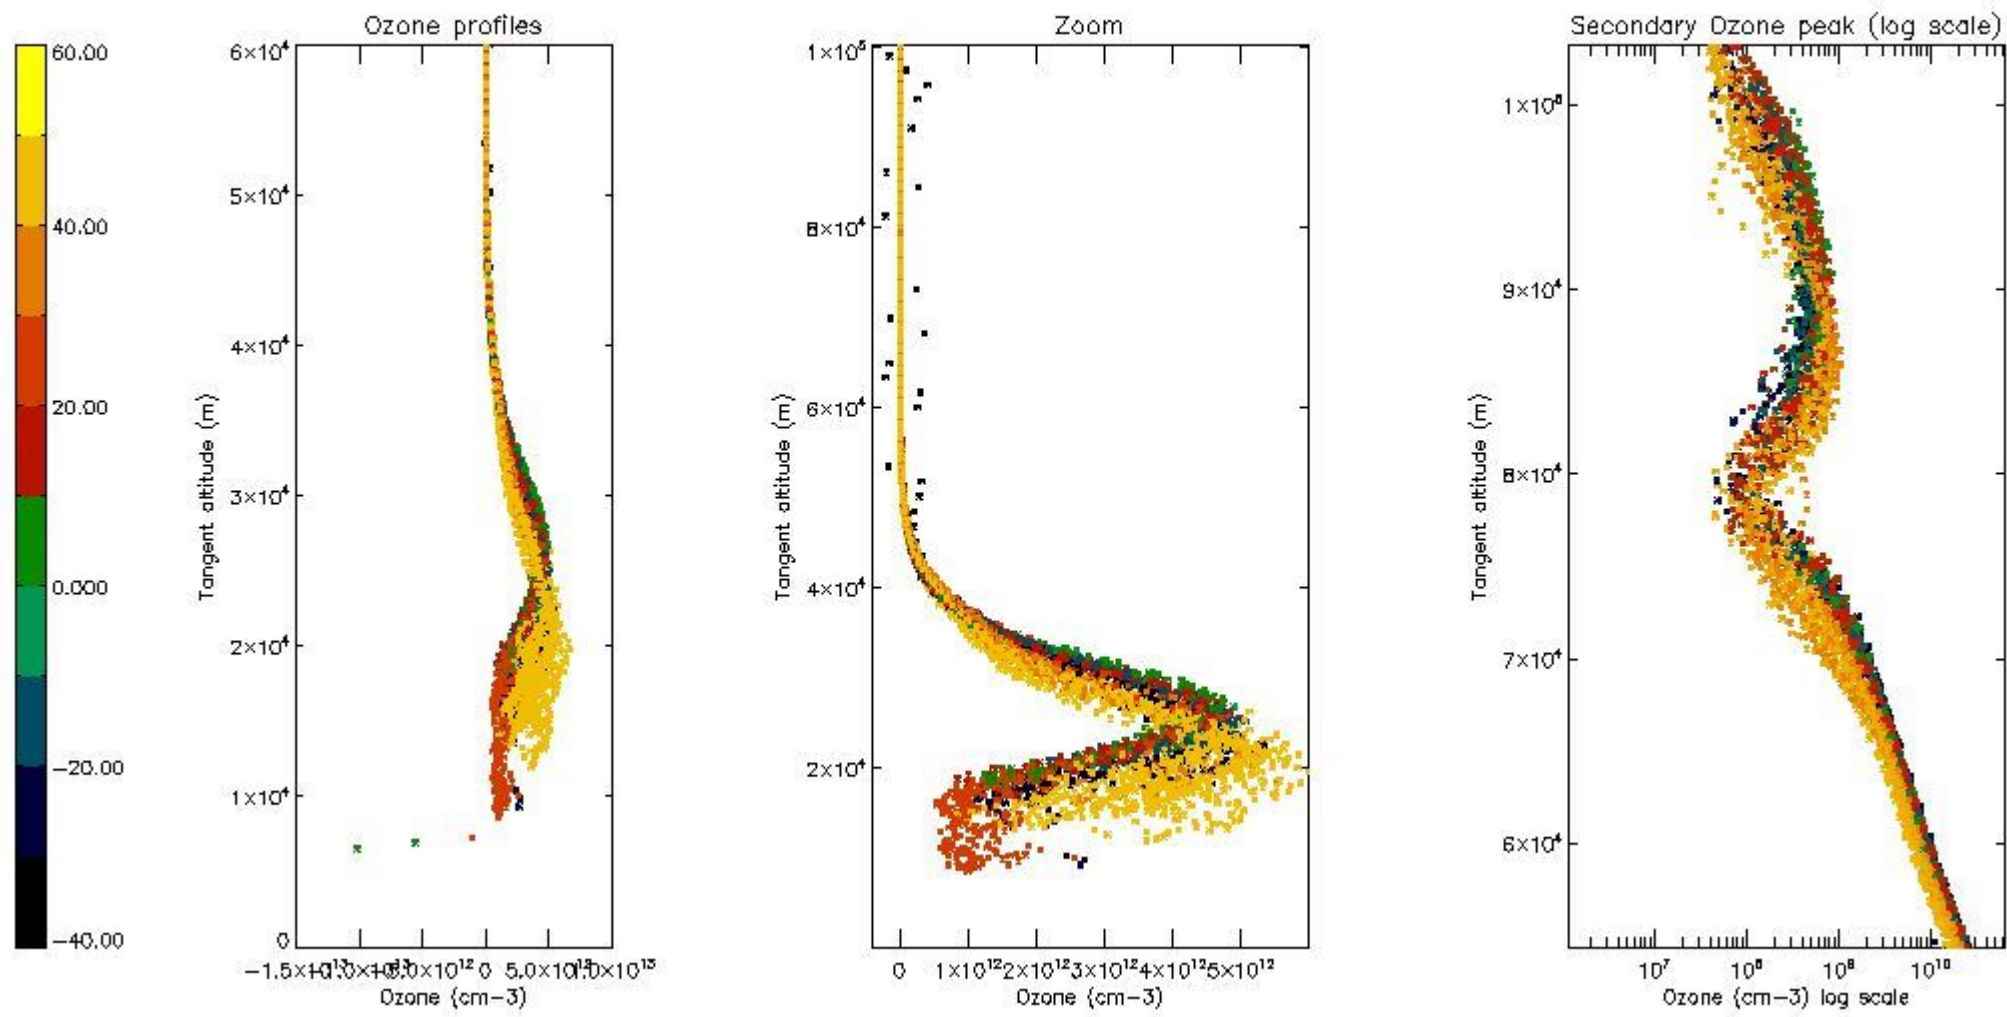 Ozone profiles
Zoom
Secondary Ozone peak (log scale)
60.00
40.00
20.00
0.000
−20.00
−40.00
6×10⁴
5×10⁴
4×10⁴
3×10⁴
2×10⁴
1×10⁴
0
Tangent altitude (m)
5.0×10¹²
0
1.0×10¹³
Ozone (cm−3)
1×10⁵
8×10⁴
6×10⁴
4×10⁴
2×10⁴
Tangent altitude (m)
0 1×10¹² 2×10¹² 3×10¹² 4×10¹² 5×10¹²
Ozone (cm−3)
9×10⁴
8×10⁴
7×10⁴
6×10⁴
Tangent altitude (m)
10⁷ 10⁸ 10⁹ 10¹⁰
Ozone (cm−3) log scale